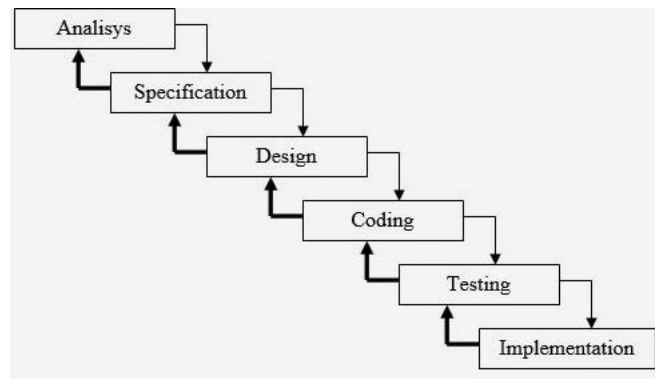 Analisys
Specification
Design
Coding
Testing
Implementation